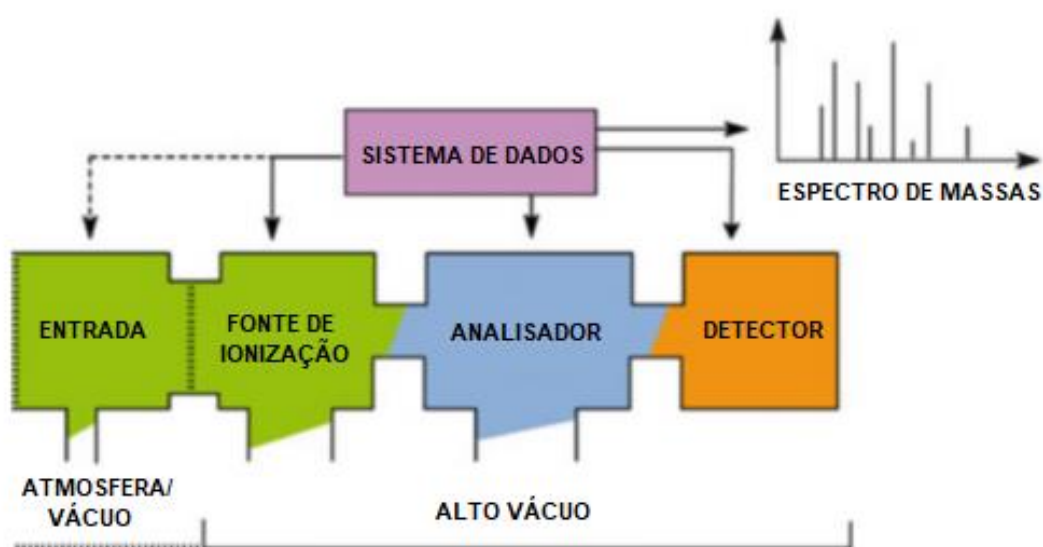 SISTEMA DE DADOS
ESPECTRO DE MASSAS
ENTRADA
FONTE DE
IONIZAÇÃO
ANALISADOR
DETECTOR
ATMOSFERA/
VÁCUO
ALTO VÁCUO